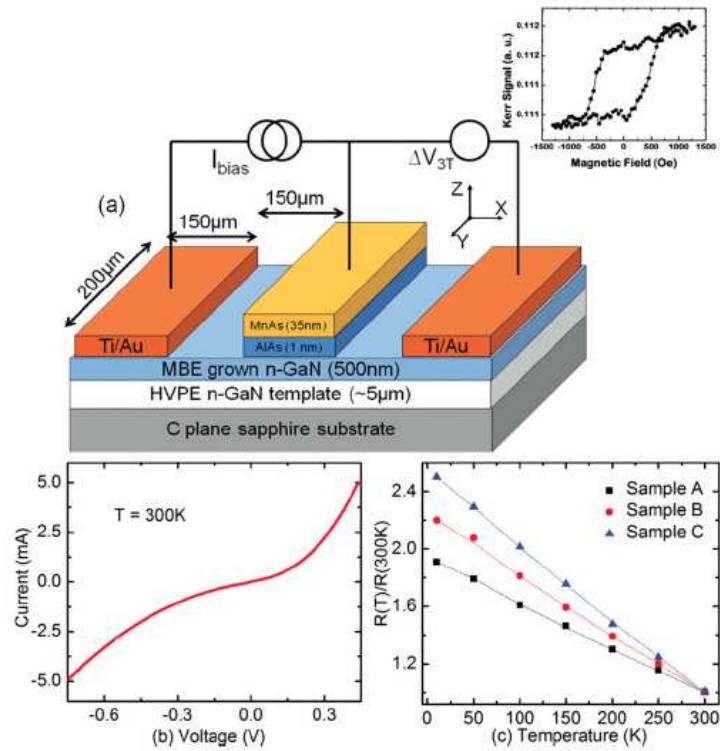 0.112
0.112
0.111
0.111
Kerr Signal (a. u.)
-1500 -1000 -500 0 500 1000 1500
Magnetic Field (Oe)
I bias
ΔV3T
(a)
150μm
150μm
200μm
Z
X
Y
MnAs (35nm)
AlAs (1 nm)
Ti/Au
Ti/Au
MBE grown n-GaN (500nm)
HVPE n-GaN template (~5μm)
C plane sapphire substrate
5.0
2.5
0.0
-2.5
-5.0
Current (mA)
T = 300K
-0.6 -0.3 0.0 0.3
(b) Voltage (V)
2.4
2.0
1.6
1.2
R(T)/R(300K)
Sample A
Sample B
Sample C
0 50 100 150 200 250 300
(c) Temperature (K)